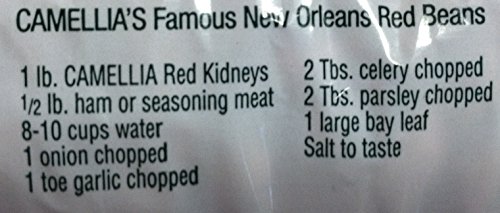 CAMELLIA'S Famous New Orleans Red Beans
1 lb. CAMELLIA Red Kidneys
1/2 lb. ham or seasoning meat
8-10 cups water
1 onion chopped
1 toe garlic chopped
2 Tbs. celery chopped
2 Tbs. parsley chopped
1 large bay leaf
Salt to taste